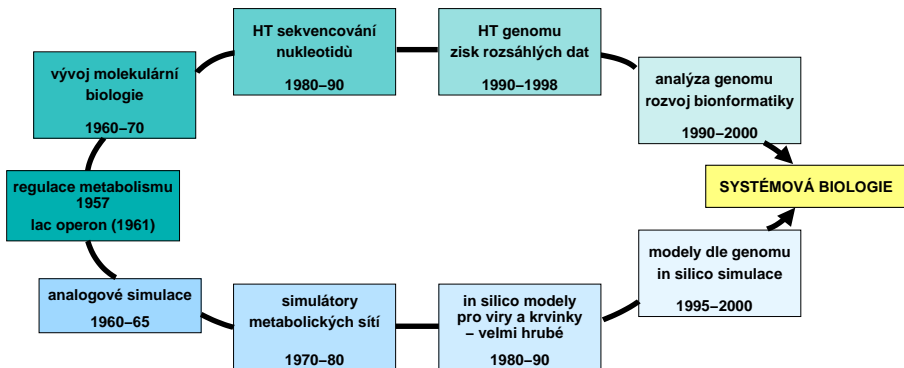 HT sekvencování
nukleotidů
1980–90
HT genomu
zisk rozsáhlých dat
1990–1998
vývoj molekulární
biologie
1960–70
analýza genomu
rozvoj bionformatiky
1990–2000
regulace metabolismu
1957
lac operon (1961)
SYSTÉMOVÁ BIOLOGIE
analogové simulace
1960–65
simulátory
metabolických sítí
1970–80
in silico modely
pro viry a krvinky
– velmi hrubé
1980–90
modely dle genomu
in silico simulace
1995–2000